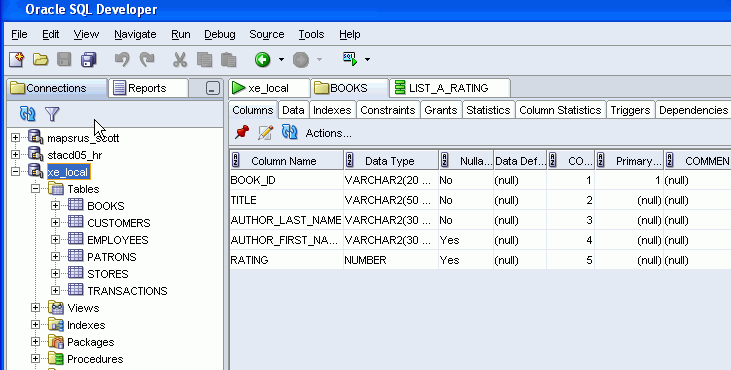 Oracle SQL Developer
File Edit View Navigate Run Debug Source Tools Help
Connections Reports
xe_local BOOKS LIST_A_RATING
Columns Data Indexes Constraints Grants Statistics Column Statistics Triggers Dependencies
Actions...
mapsrus_scott
stacd05_hr
xe_local
Tables
BOOKS
CUSTOMERS
EMPLOYEES
PATRONS
STORES
TRANSACTIONS
Views
Indexes
Packages
Procedures
Column Name Data Type Nulla... Data Def... CO... Primary... COMMEN
BOOK_ID VARCHAR2(20 ... No (null) 1 1 (null)
TITLE VARCHAR2(50 ... No (null) 2 (null) (null)
AUTHOR_LAST_NAME VARCHAR2(30 ... No (null) 3 (null) (null)
AUTHOR_FIRST_NA... VARCHAR2(30 ... Yes (null) 4 (null) (null)
RATING NUMBER Yes (null) 5 (null) (null)